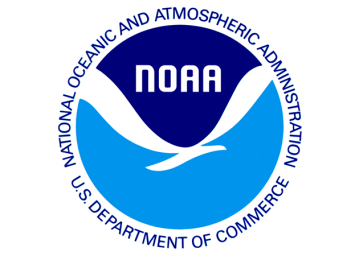 NATIONAL OCEANIC AND ATMOSPHERIC ADMINISTRATION
NOAA
U.S. DEPARTMENT OF COMMERCE